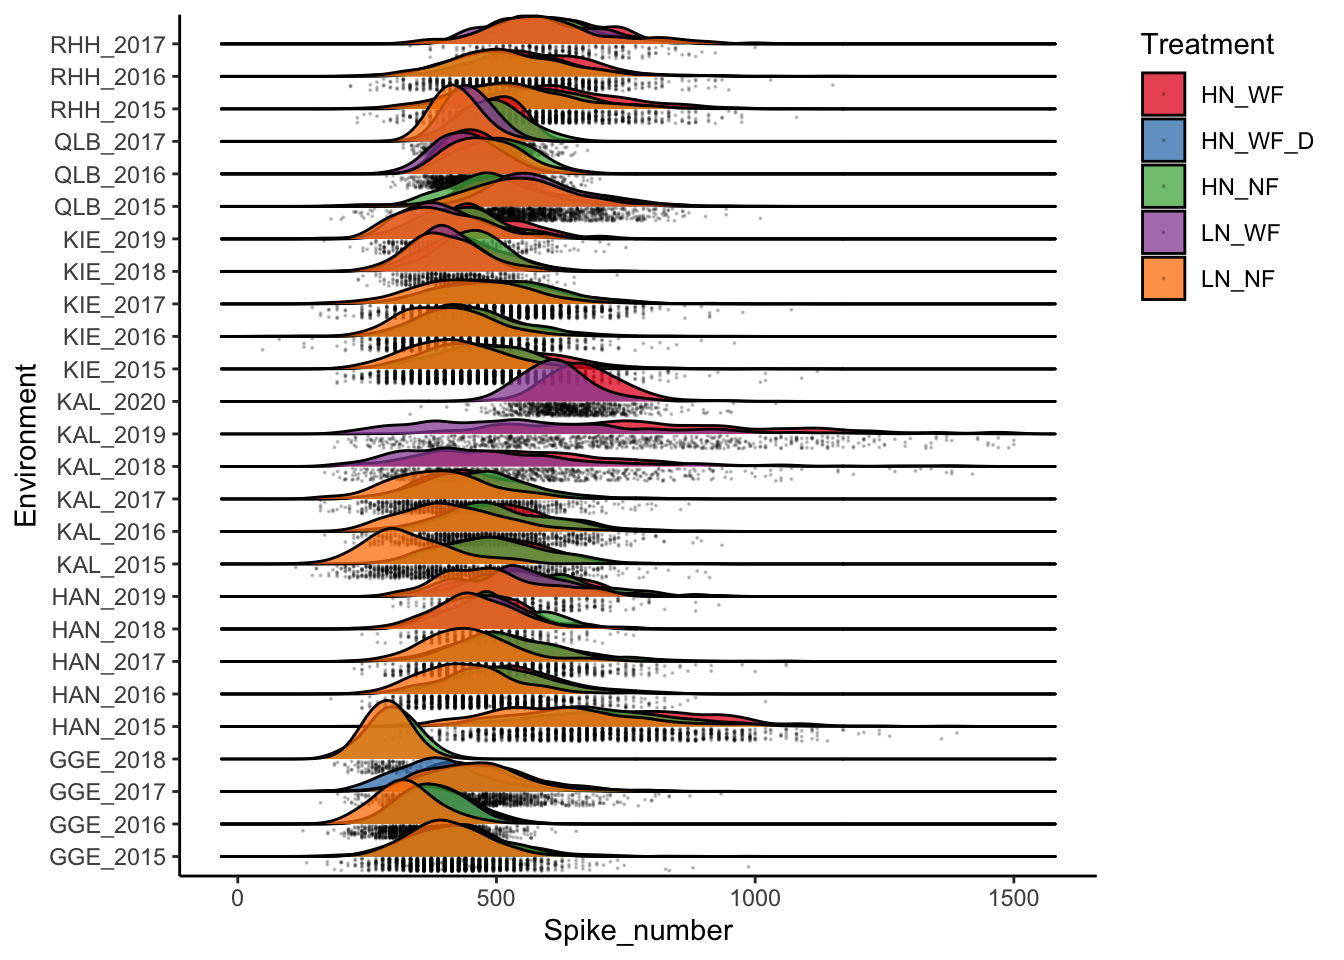 RHH_2017
RHH_2016
RHH_2015
QLB_2017
QLB_2016
QLB_2015
KIE_2019
KIE_2018
KIE_2017
KIE_2016
KIE_2015
KAL_2020
KAL_2019
KAL_2018
KAL_2017
KAL_2016
KAL_2015
HAN_2019
HAN_2018
HAN_2017
HAN_2016
HAN_2015
GGE_2018
GGE_2017
GGE_2016
GGE_2015
Environment
0
500
1000
1500
Spike_number
Treatment
HN_WF
HN_WF_D
HN_NF
LN_WF
LN_NF